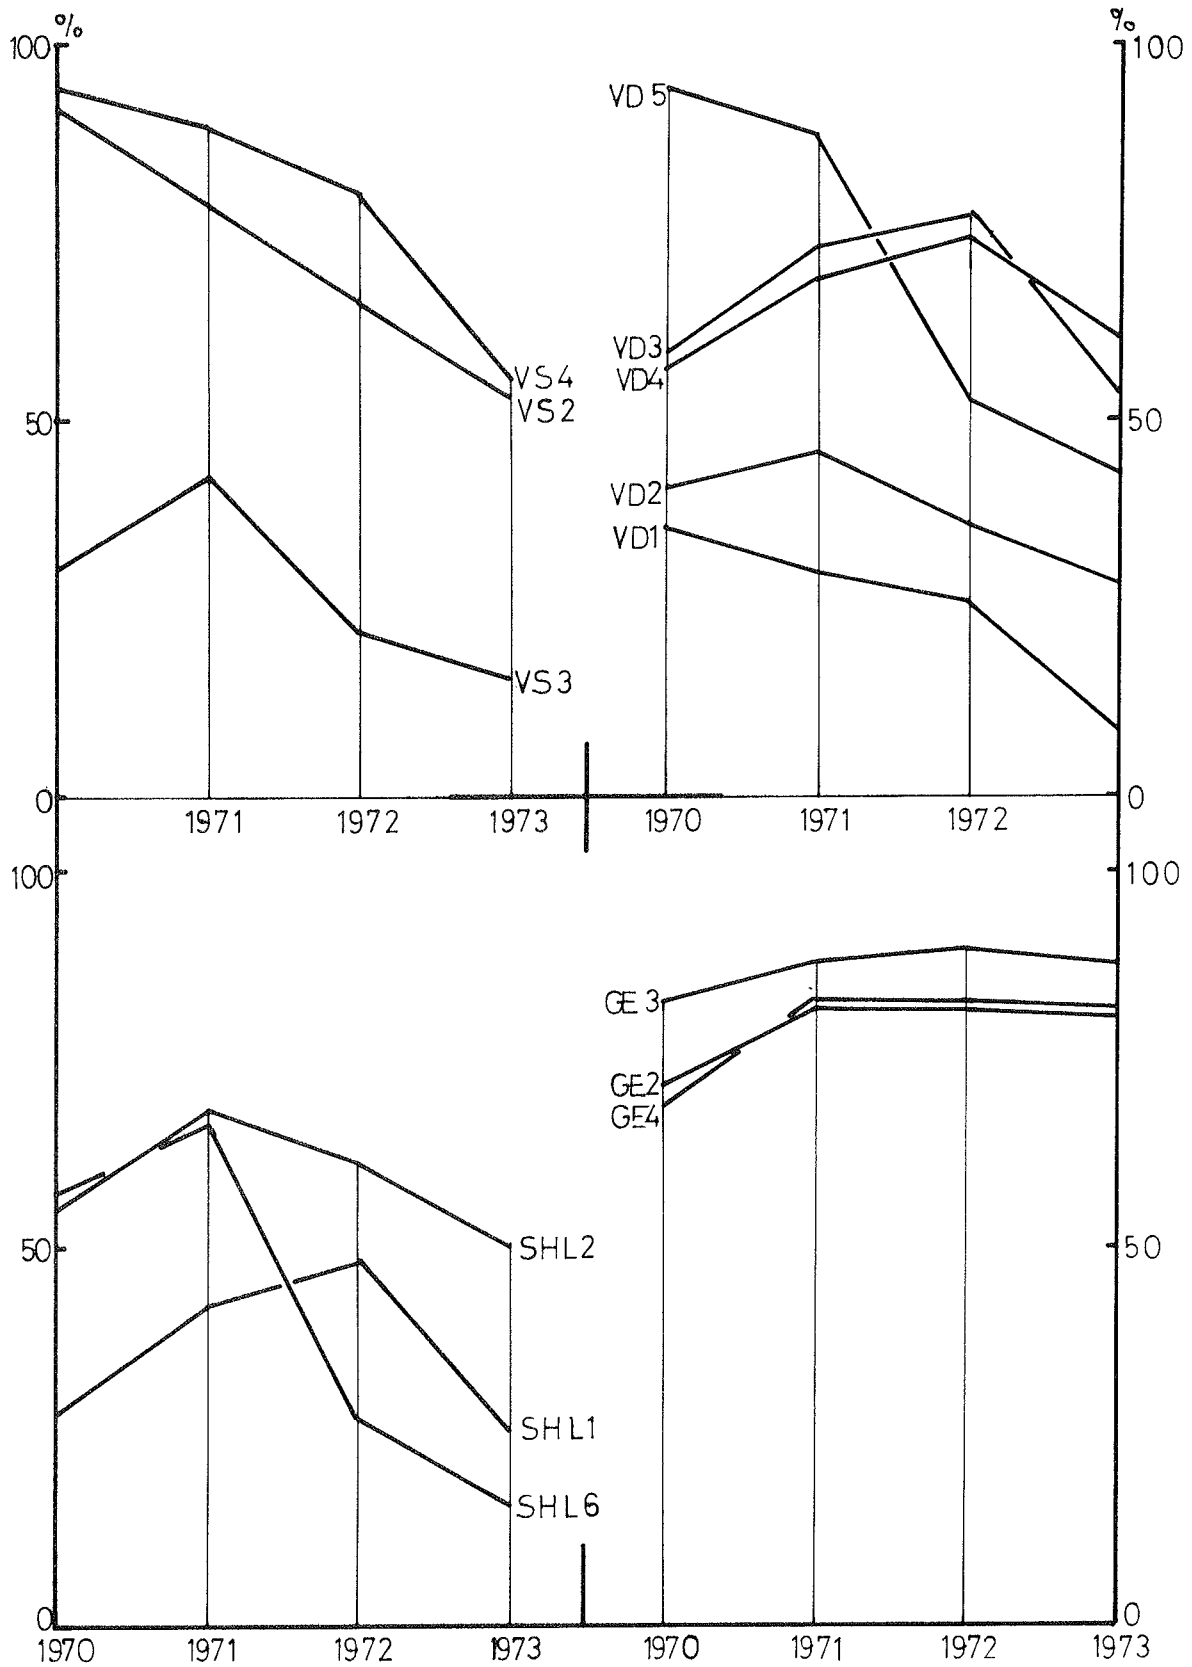 % %
100 100
VD 5
VD3
VS4 VD4
VS2
50 50
VD2
VD1
VS3
0 0
1971 1972 1973 1970 1971 1972
100 100
GE 3
GE2
GE4
50 SHL2 50
SHL1
SHL6
0 0
1970 1971 1972 1973 1970 1971 1972 1973